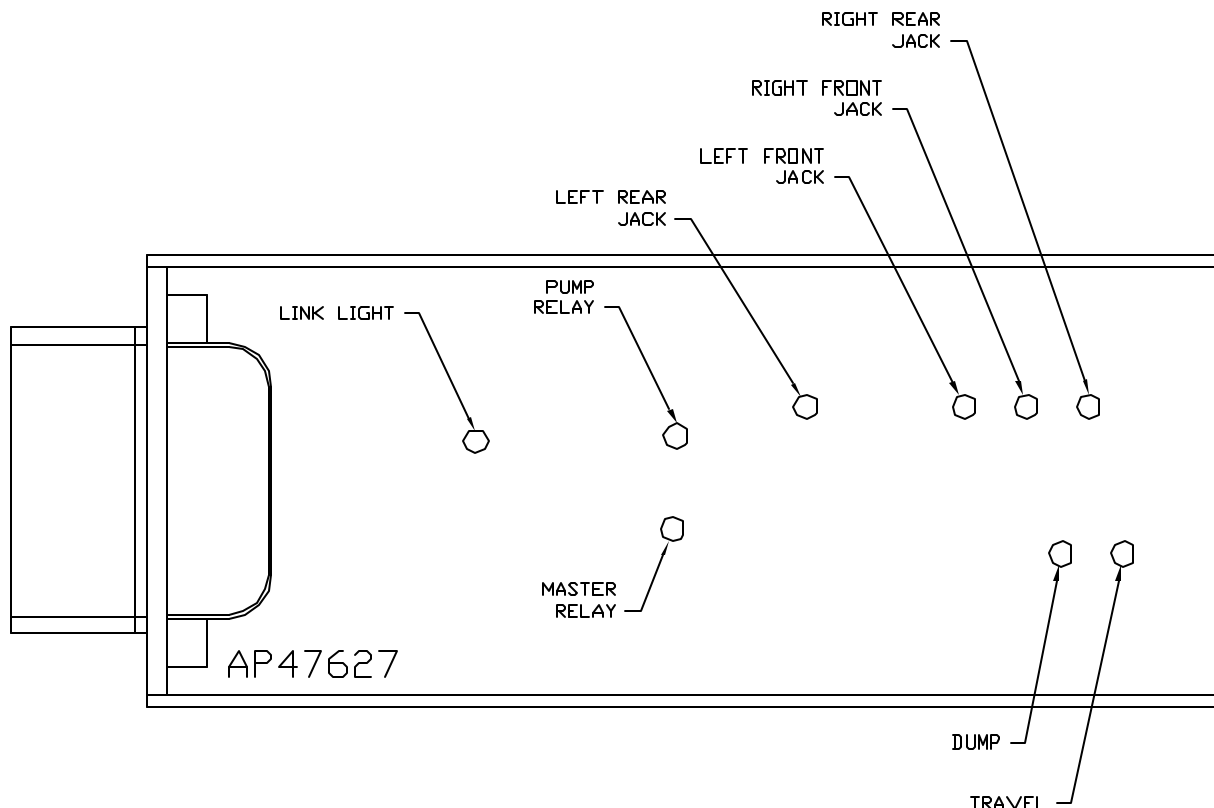 RIGHT REAR
JACK
RIGHT FRONT
JACK
LEFT FRONT
JACK
LEFT REAR
JACK
PUMP
RELAY
LINK LIGHT
MASTER
RELAY
AP47627
DUMP
TRAVEL